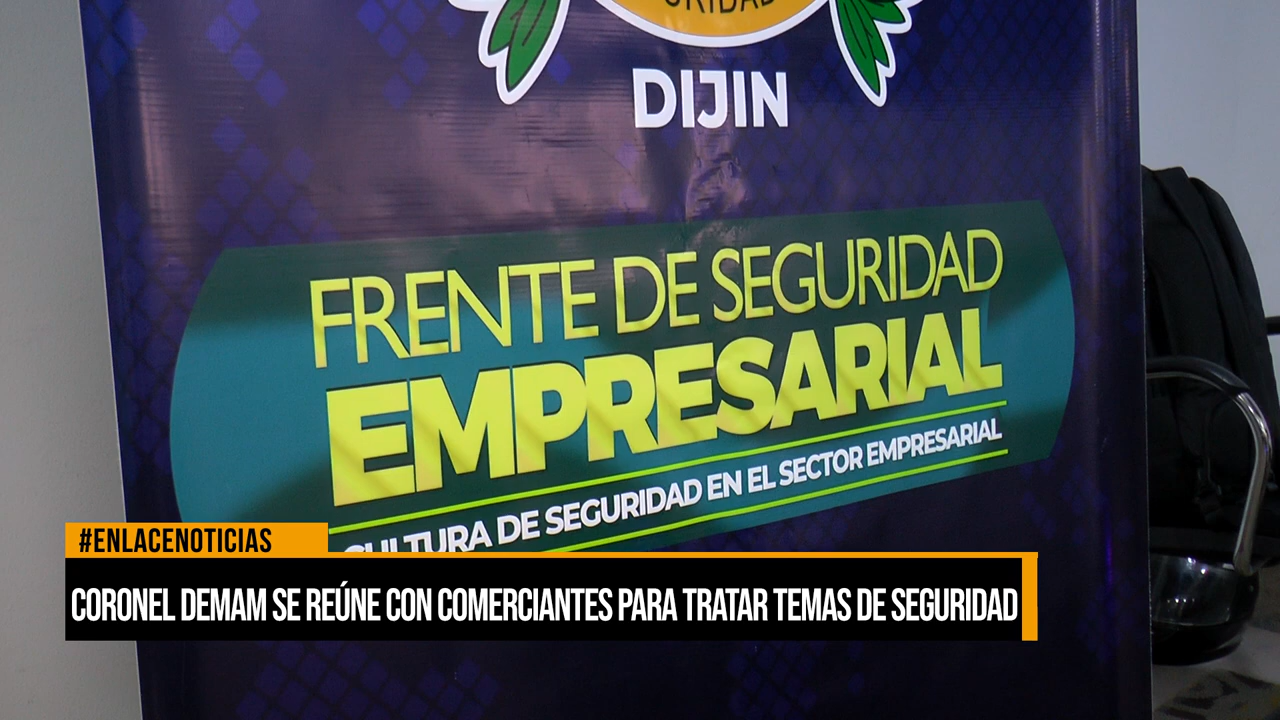 DIJIN
FRENTE DE SEGURIDAD
EMPRESARIAL
CULTURA DE SEGURIDAD EN EL SECTOR EMPRESARIAL
#ENLACENOTICIAS
CORONEL DEMAM SE REÚNE CON COMERCIANTES PARA TRATAR TEMAS DE SEGURIDAD